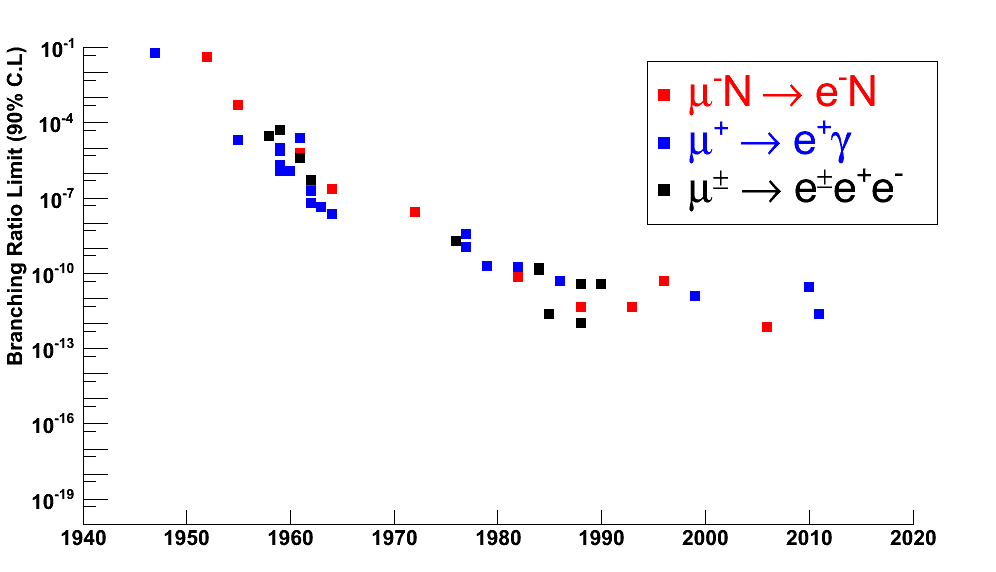 Branching Ratio Limit (90% C.L)
10⁻¹
10⁻⁴
10⁻⁷
10⁻¹⁰
10⁻¹³
10⁻¹⁶
10⁻¹⁹
μ⁻N → e⁻N
μ⁺ → e⁺γ
μ± → e±e⁺e⁻
1940 1950 1960 1970 1980 1990 2000 2010 2020